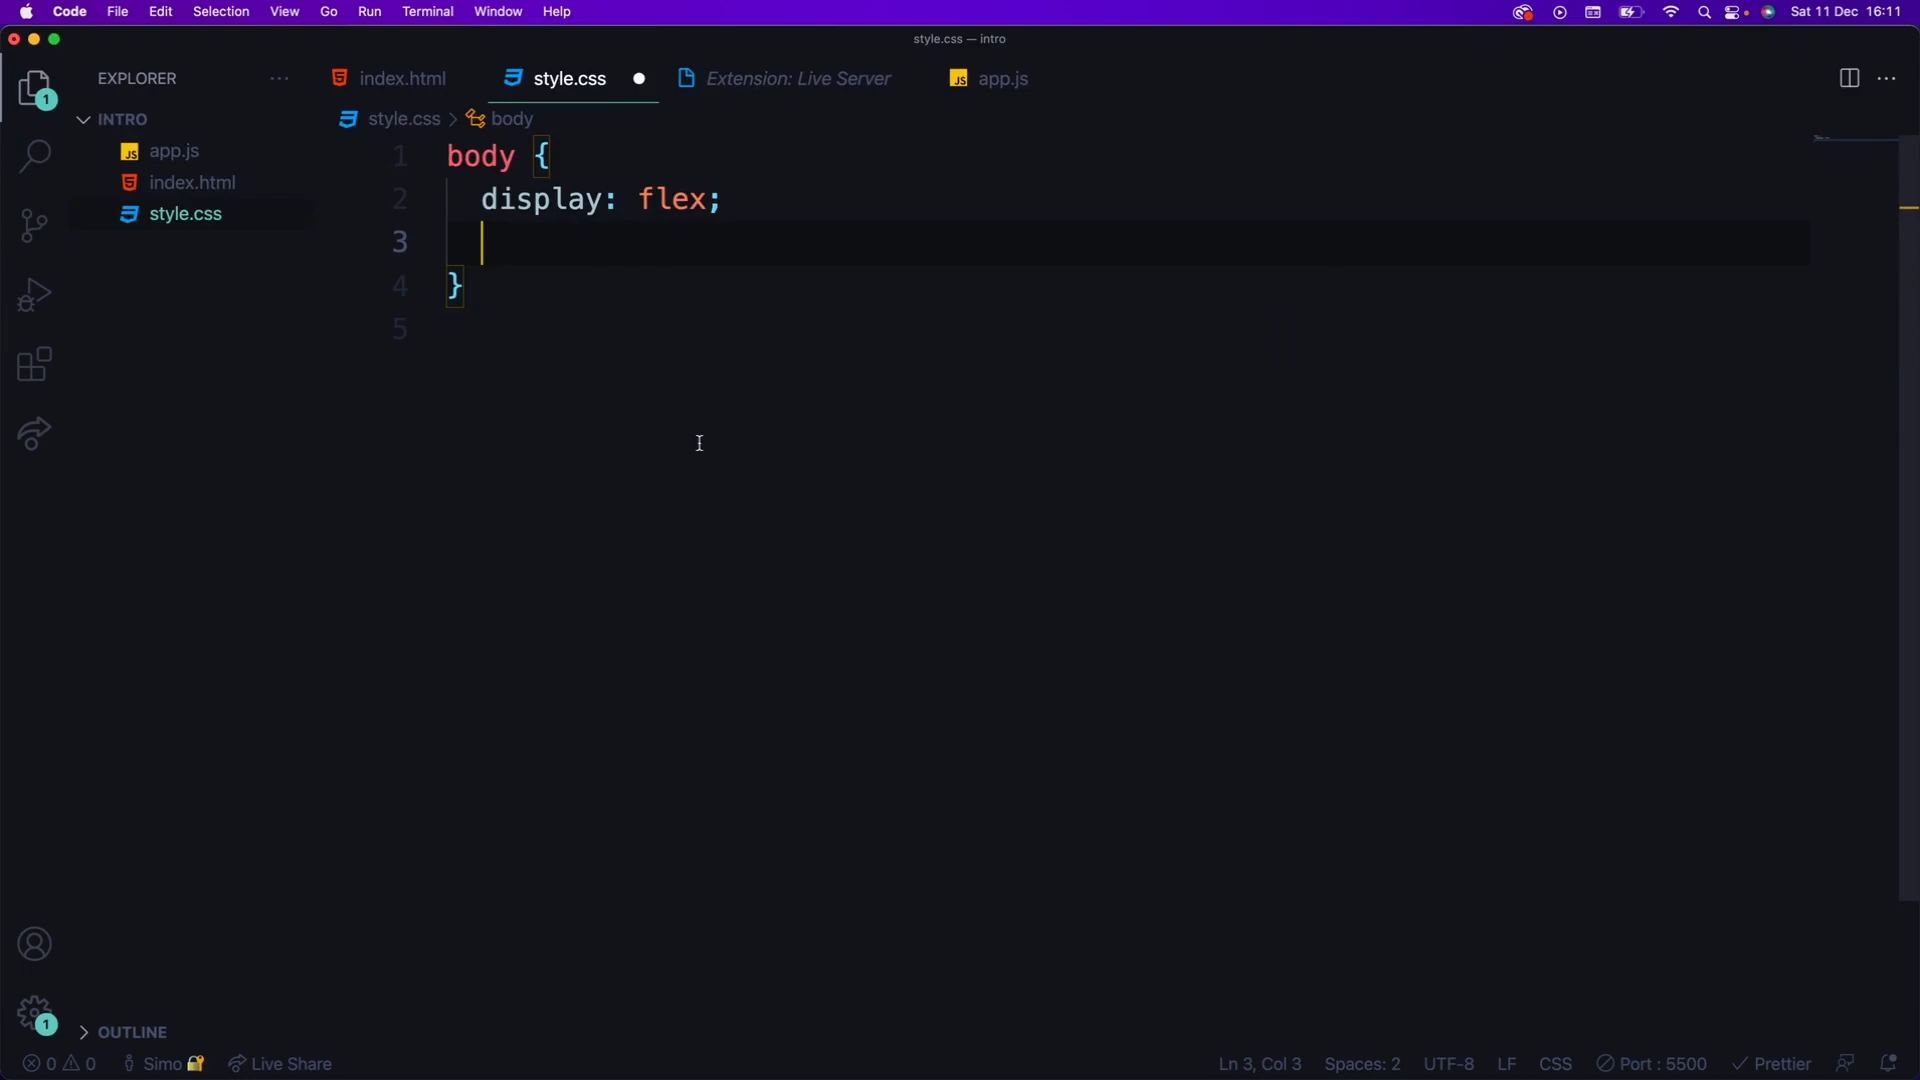 Code File Edit Selection View Go Run Terminal Window Help Sat 11 Dec 16:11
style.css — intro
EXPLORER ··· index.html style.css Extension: Live Server app.js ···
1
INTRO style.css > body
app.js
index.html
style.css
1 body {
2 display: flex;
3
4 }
5
1
OUTLINE
0 0 Simo Live Share Ln 3, Col 3 Spaces: 2 UTF-8 LF CSS Port : 5500 Prettier